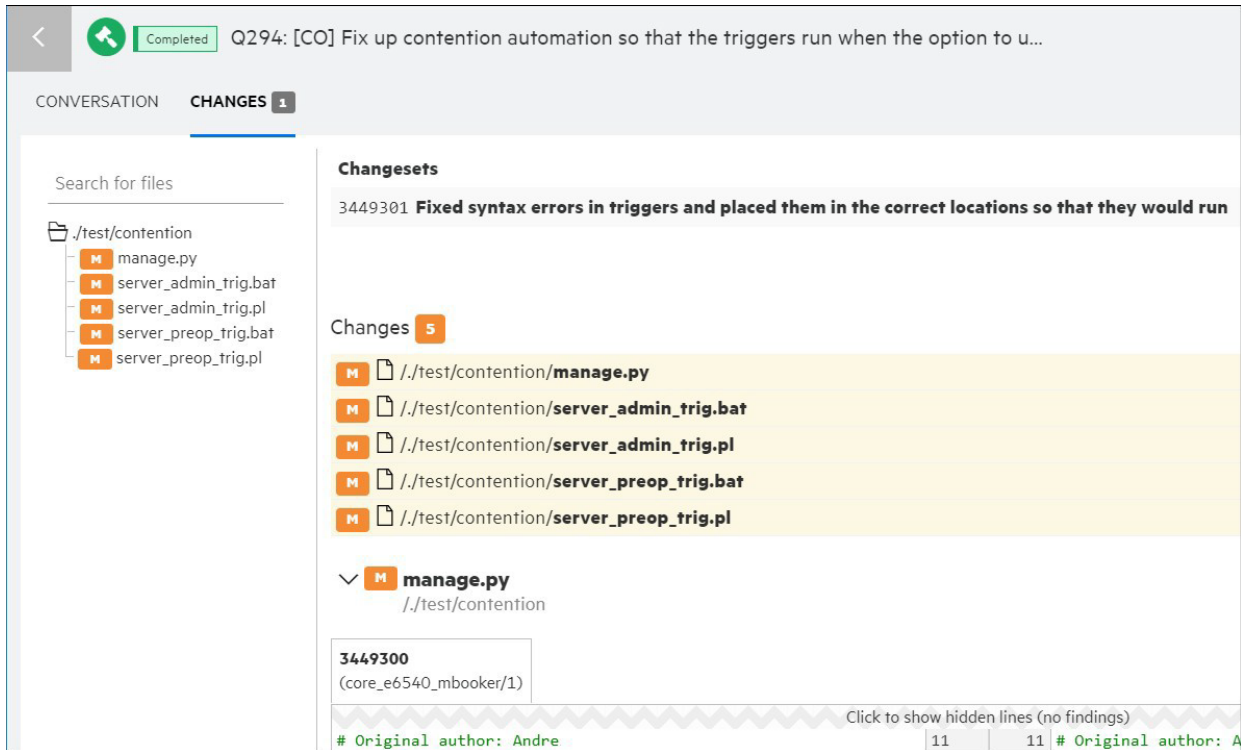 Completed Q294: [CO] Fix up contention automation so that the triggers run when the option to u...
CONVERSATION CHANGES 1
Search for files
./test/contention
M manage.py
M server_admin_trig.bat
M server_admin_trig.pl
M server_preop_trig.bat
M server_preop_trig.pl
Changesets
3449301 Fixed syntax errors in triggers and placed them in the correct locations so that they would run
Changes 5
M /./test/contention/manage.py
M /./test/contention/server_admin_trig.bat
M /./test/contention/server_admin_trig.pl
M /./test/contention/server_preop_trig.bat
M /./test/contention/server_preop_trig.pl
M manage.py
/./test/contention
3449300
(core_e6540_mbooker/1)
Click to show hidden lines (no findings)
# Original author: Andre 11 11 # Original author: A